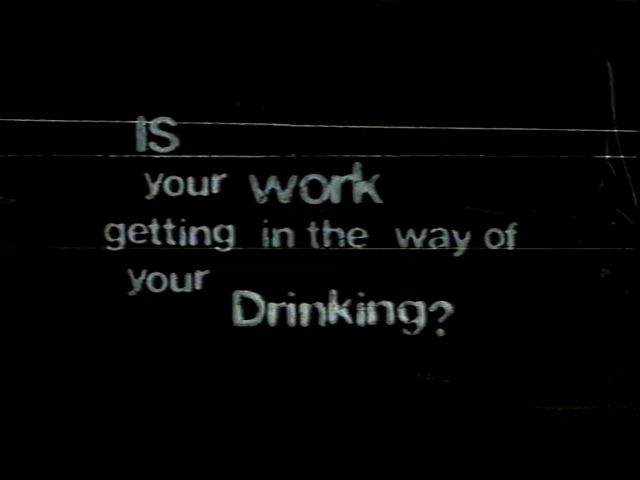 IS
your work
getting in the way of
your
Drinking?